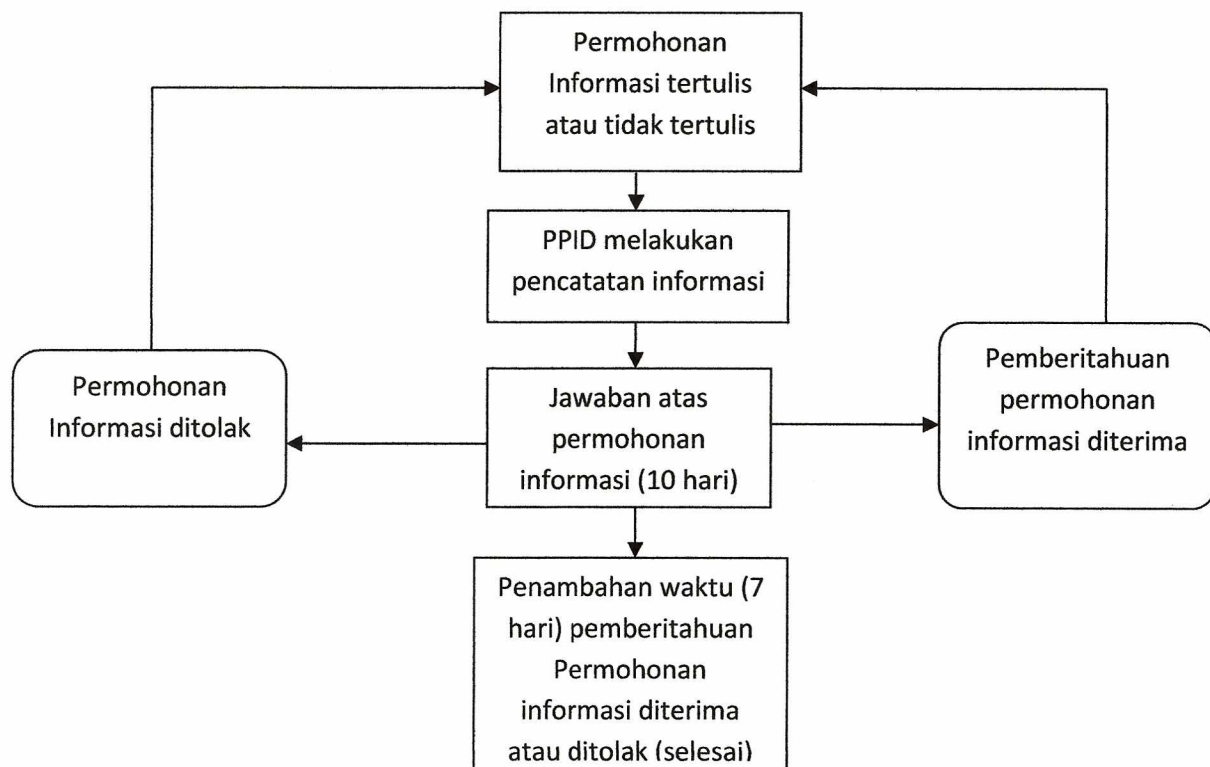 Permohonan
Informasi tertulis
atau tidak tertulis
PPID melakukan
pencatatan informasi
Permohonan
Informasi ditolak
Jawaban atas
permohonan
informasi (10 hari)
Pemberitahuan
permohonan
informasi diterima
Penambahan waktu (7
hari) pemberitahuan
Permohonan
informasi diterima
atau ditolak (selesai)